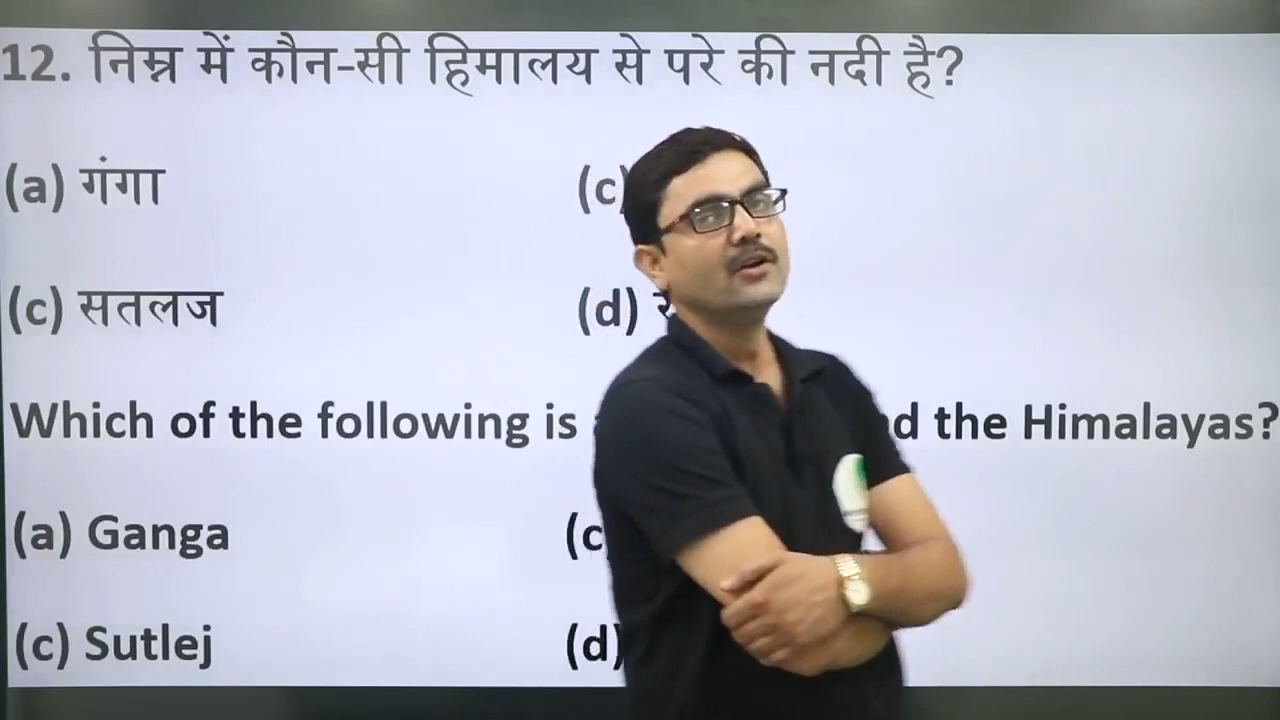 12. निम्न में कौन-सी हिमालय से परे की नदी है?
(a) गंगा (c)
(c) सतलज (d)
Which of the following is d the Himalayas?
(a) Ganga (c
(c) Sutlej (d)